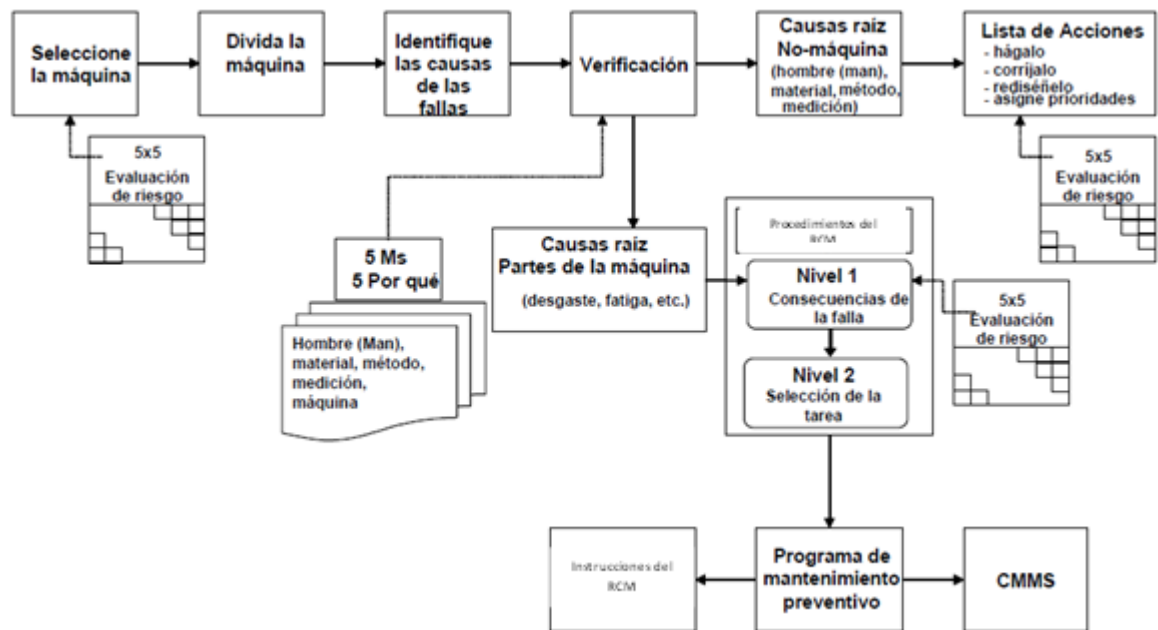 Seleccione
la máquina
Divida la
máquina
Identifique
las causas
de las
fallas
Verificación
Causas raíz
No-máquina
(hombre (man),
material, método,
medición)
Lista de Acciones
- hágalo
- corríjalo
- rediséñelo
- asigne prioridades
5x5
Evaluación
de riesgo
5x5
Evaluación
de riesgo
5 Ms
5 Por qué
Hombre (Man),
material, método,
medición,
máquina
Causas raíz
Partes de la máquina
(desgaste, fatiga, etc.)
Procedimientos del
RCM
Nivel 1
Consecuencias de
la falla
Nivel 2
Selección de la
tarea
5x5
Evaluación
de riesgo
Instrucciones del
RCM
Programa de
mantenimiento
preventivo
CMMS